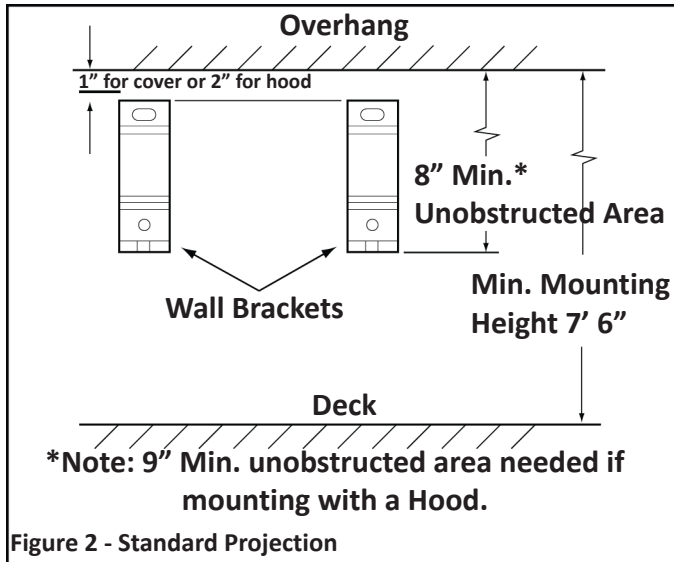 Overhang
1” for cover or 2” for hood
8” Min.*
Unobstructed Area
Wall Brackets
Min. Mounting
Height 7’ 6”
Deck
*Note: 9” Min. unobstructed area needed if
mounting with a Hood.
Figure 2 - Standard Projection